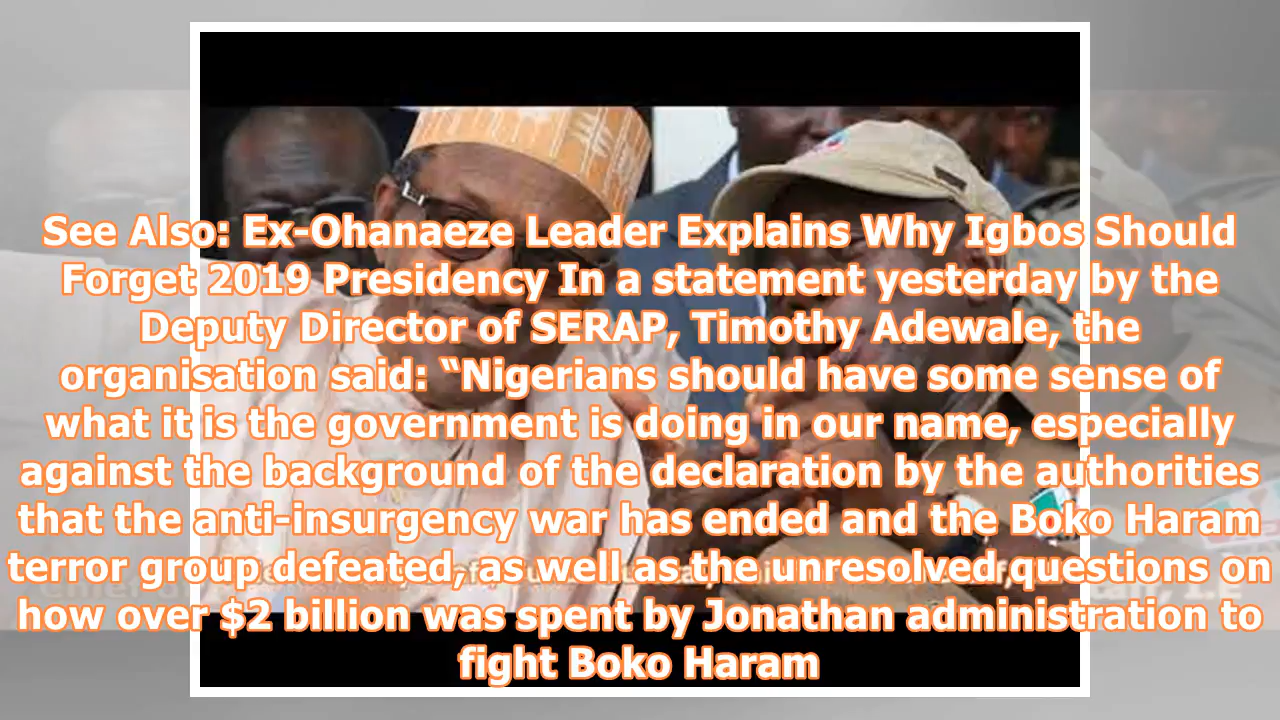 See Also: Ex-Ohanaeze Leader Explains Why Igbos Should
Forget 2019 Presidency In a statement yesterday by the
Deputy Director of SERAP, Timothy Adewale, the
organisation said: “Nigerians should have some sense of
what it is the government is doing in our name, especially
against the background of the declaration by the authorities
that the anti-insurgency war has ended and the Boko Haram
terror group defeated, as well as the unresolved questions on
how over $2 billion was spent by Jonathan administration to
fight Boko Haram